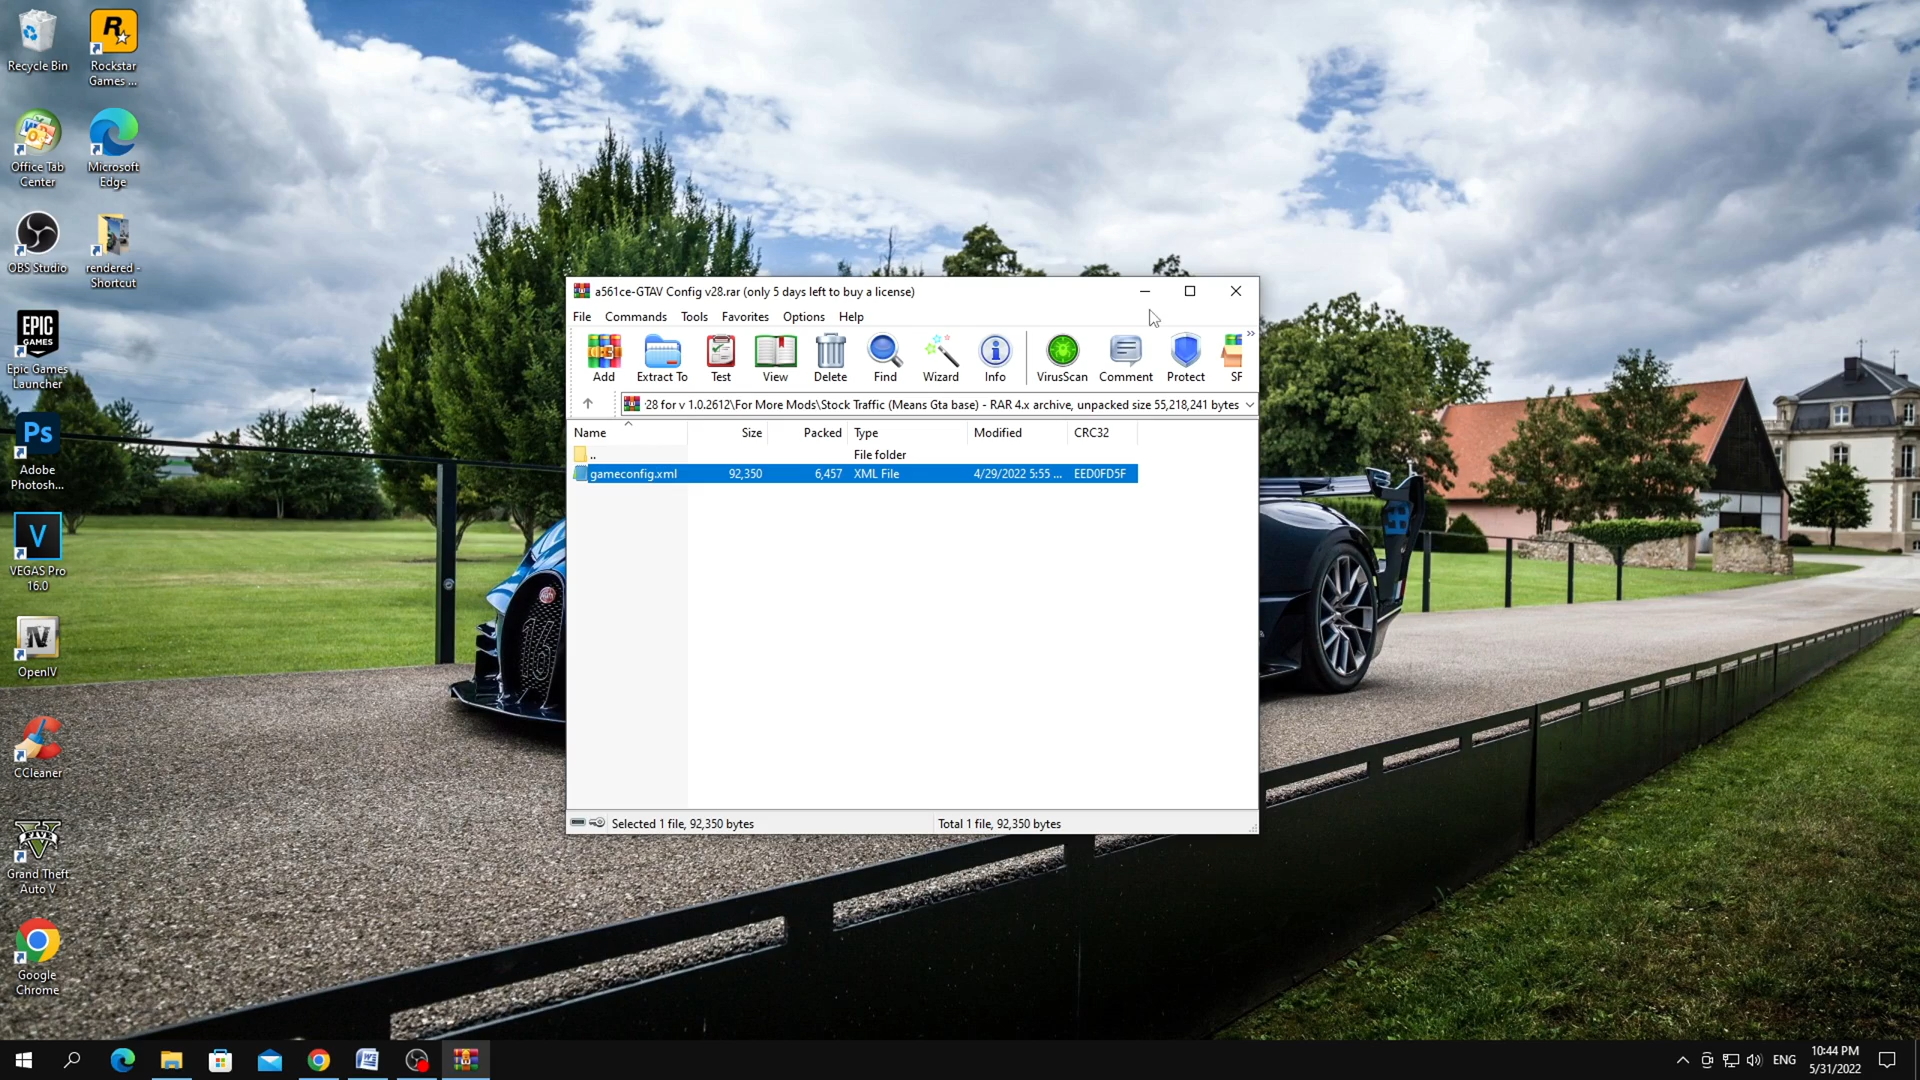 Recycle Bin
Rockstar
Games ...
Office Tab
Center
Microsoft
Edge
OBS Studio
rendered -
Shortcut
EPIC
GAMES
Epic Games
Launcher
Ps
Adobe
Photosh...
V
VEGAS Pro
16.0
IV
OpenIV
CCleaner
V
FIVE
Grand Theft
Auto V
Google
Chrome
a561ce-GTAV Config v28.rar (only 5 days left to buy a license)
File Commands Tools Favorites Options Help
Add Extract To Test View Delete Find Wizard Info VirusScan Comment Protect SF
28 for v 1.0.2612\For More Mods\Stock Traffic (Means Gta base) - RAR 4.x archive, unpacked size 55,218,241 bytes
Name Size Packed Type Modified CRC32
.. File folder
gameconfig.xml 92,350 6,457 XML File 4/29/2022 5:55 ... EED0FD5F
Selected 1 file, 92,350 bytes
Total 1 file, 92,350 bytes
16
ENG
10:44 PM
5/31/2022